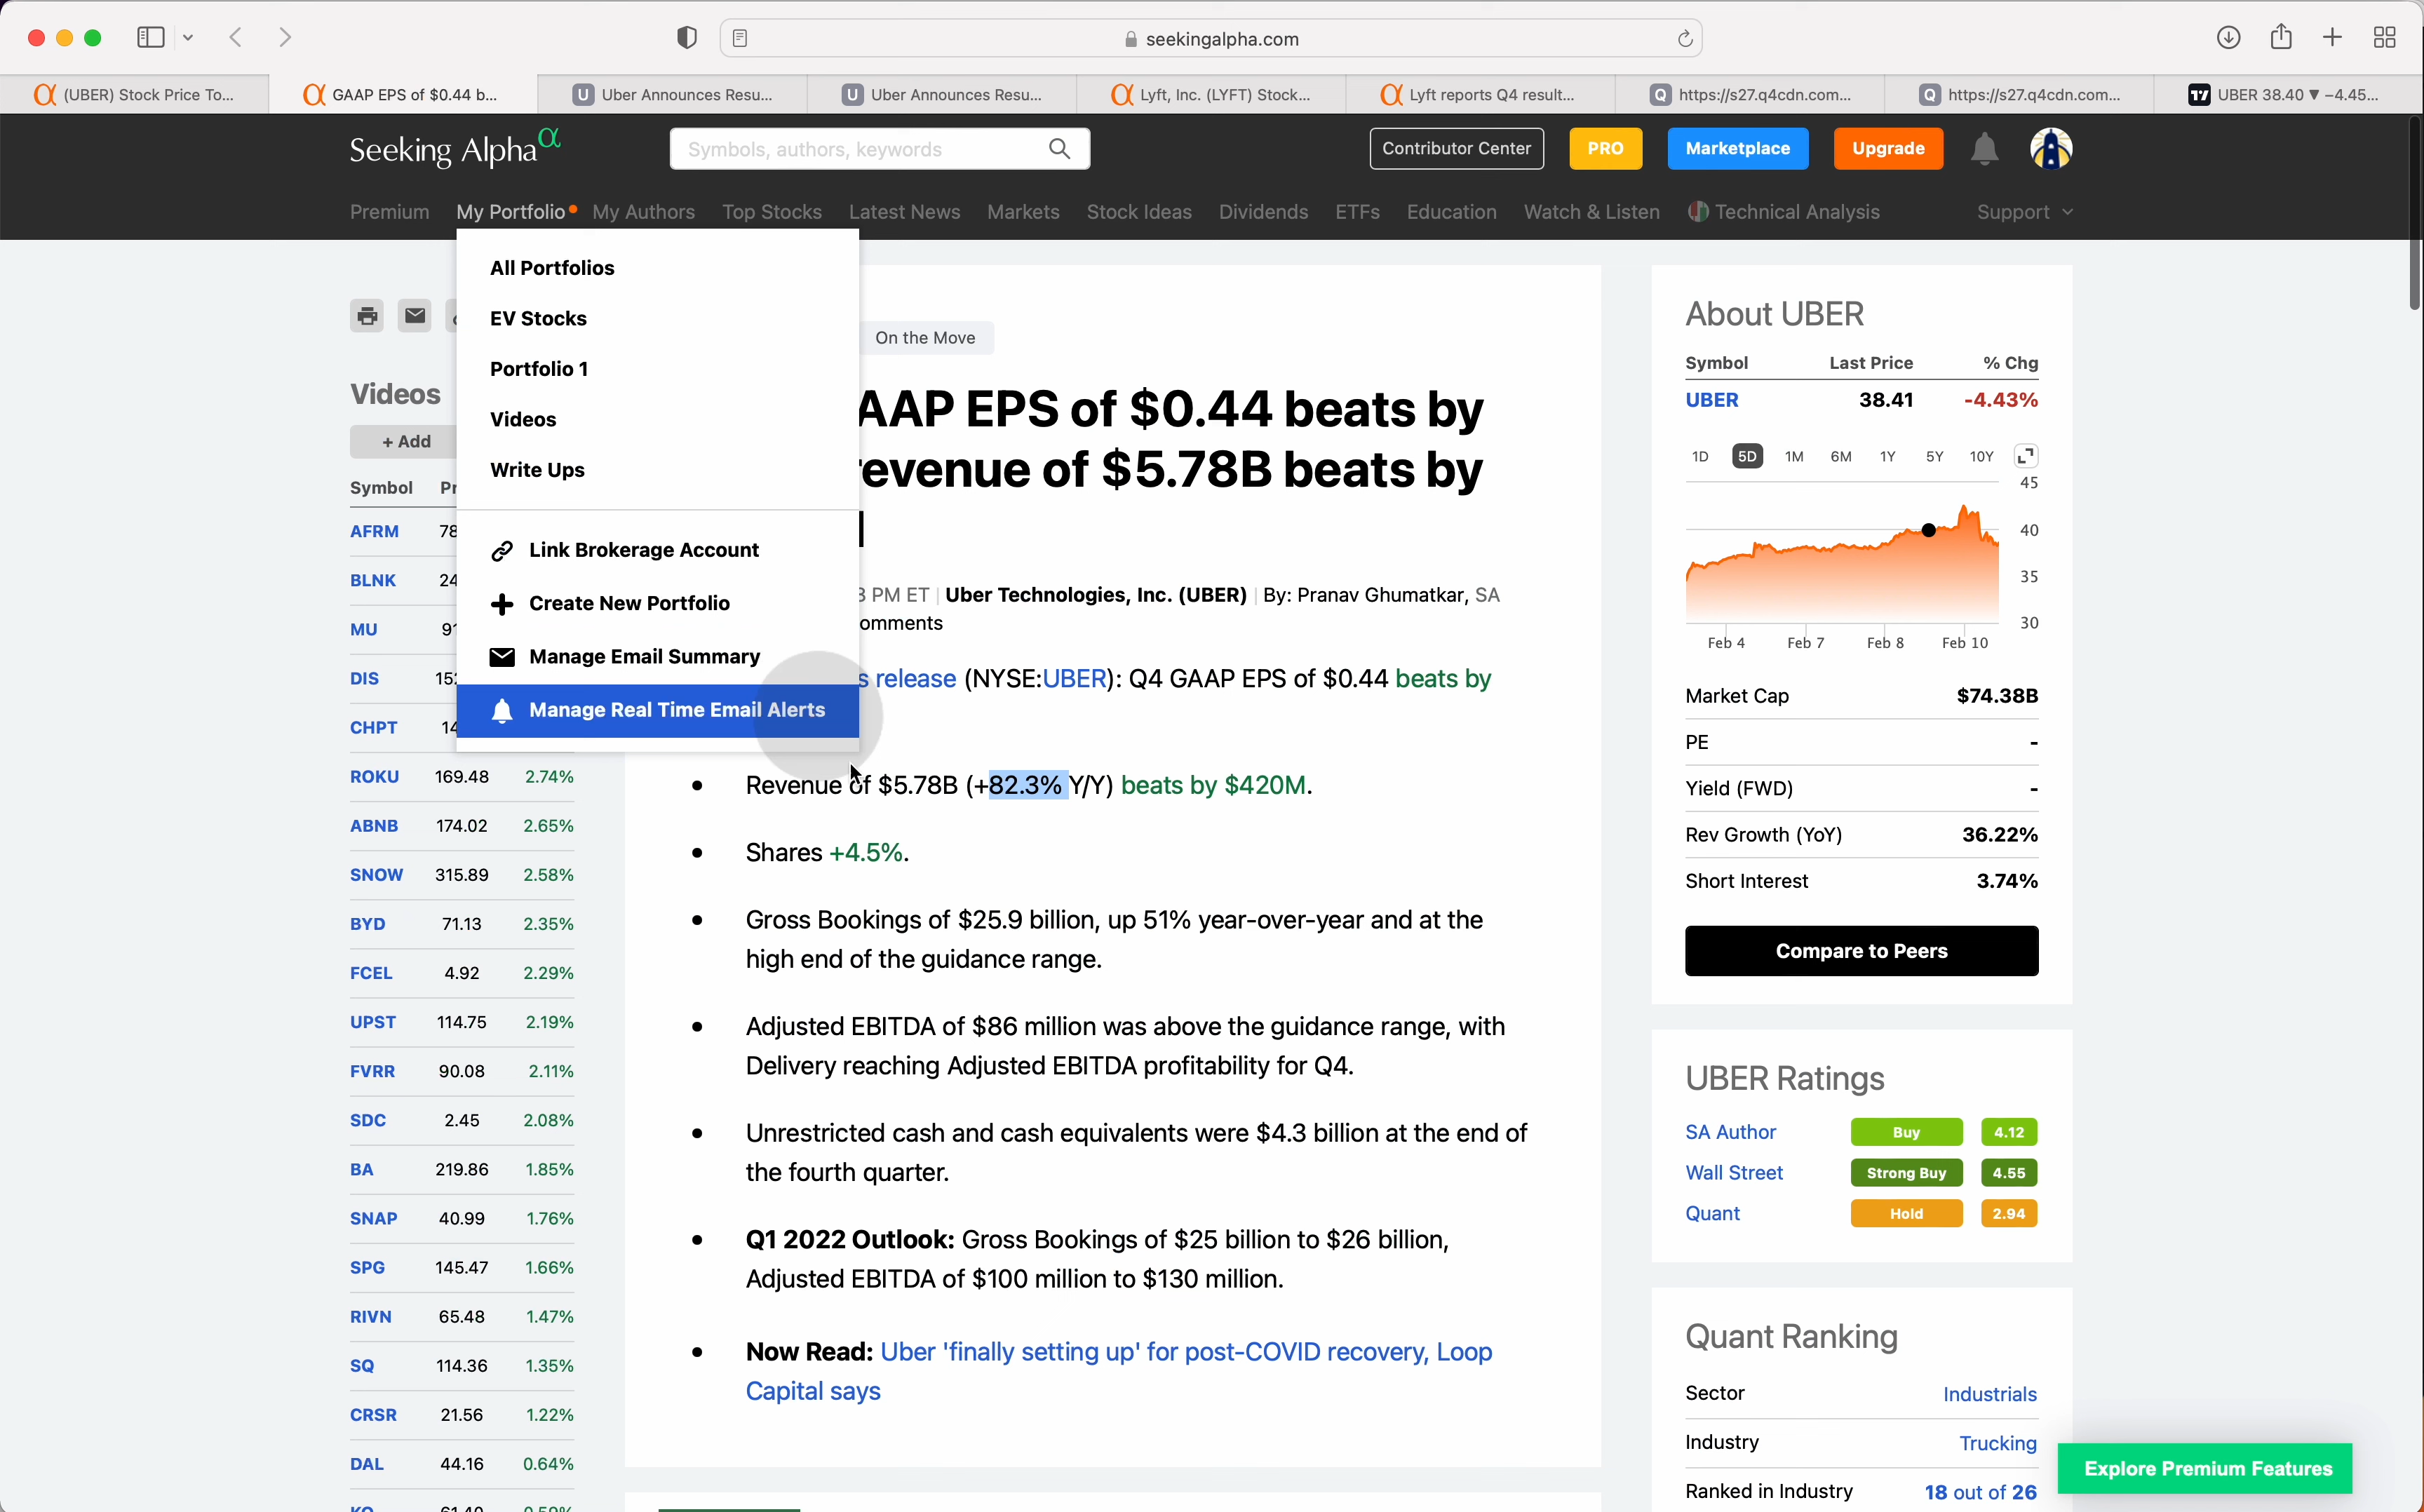 seekingalpha.com
(UBER) Stock Price To...
GAAP EPS of $0.44 b...
U Uber Announces Resu...
U Uber Announces Resu...
Lyft, Inc. (LYFT) Stock...
Lyft reports Q4 result...
Q https://s27.q4cdn.com...
Q https://s27.q4cdn.com...
UBER 38.40 ▼ −4.45...
Seeking Alpha α
Symbols, authors, keywords
Contributor Center
PRO
Marketplace
Upgrade
Premium My Portfolio My Authors Top Stocks Latest News Markets Stock Ideas Dividends ETFs Education Watch & Listen Technical Analysis Support
All Portfolios
EV Stocks
Portfolio 1
Videos
Write Ups
Link Brokerage Account
Create New Portfolio
Manage Email Summary
Manage Real Time Email Alerts
Videos
+ Add
Symbol Pr
AFRM 78
BLNK 24
MU 91
DIS 152
CHPT 14
ROKU 169.48 2.74%
ABNB 174.02 2.65%
SNOW 315.89 2.58%
BYD 71.13 2.35%
FCEL 4.92 2.29%
UPST 114.75 2.19%
FVRR 90.08 2.11%
SDC 2.45 2.08%
BA 219.86 1.85%
SNAP 40.99 1.76%
SPG 145.47 1.66%
RIVN 65.48 1.47%
SQ 114.36 1.35%
CRSR 21.56 1.22%
DAL 44.16 0.64%
On the Move
AAP EPS of $0.44 beats by
evenue of $5.78B beats by
PM ET | Uber Technologies, Inc. (UBER) | By: Pranav Ghumatkar, SA
omments
s release (NYSE:UBER): Q4 GAAP EPS of $0.44 beats by
• Revenue of $5.78B (+82.3% Y/Y) beats by $420M.
• Shares +4.5%.
• Gross Bookings of $25.9 billion, up 51% year-over-year and at the
high end of the guidance range.
• Adjusted EBITDA of $86 million was above the guidance range, with
Delivery reaching Adjusted EBITDA profitability for Q4.
• Unrestricted cash and cash equivalents were $4.3 billion at the end of
the fourth quarter.
• Q1 2022 Outlook: Gross Bookings of $25 billion to $26 billion,
Adjusted EBITDA of $100 million to $130 million.
• Now Read: Uber 'finally setting up' for post-COVID recovery, Loop
Capital says
About UBER
Symbol Last Price % Chg
UBER 38.41 -4.43%
1D 5D 1M 6M 1Y 5Y 10Y
45
40
35
30
Feb 4 Feb 7 Feb 8 Feb 10
Market Cap $74.38B
PE -
Yield (FWD) -
Rev Growth (YoY) 36.22%
Short Interest 3.74%
Compare to Peers
UBER Ratings
SA Author Buy 4.12
Wall Street Strong Buy 4.55
Quant Hold 2.94
Quant Ranking
Sector Industrials
Industry Trucking
Ranked in Industry 18 out of 26
Explore Premium Features